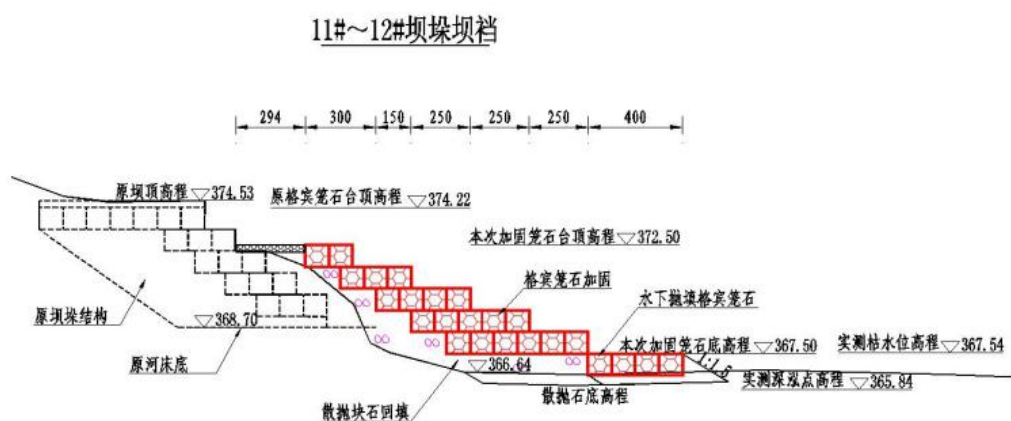 11#～12#坝垛坝裆
294 300 150 250 250 250 400
原坝顶高程 374.53
原格宾笼石台顶高程 374.22
本次加固笼石台顶高程 372.50
格宾笼石加固
水下抛填格宾笼石
原坝垛结构
368.70
本次加固笼石底高程 367.50
实测枯水位高程 367.54
原河床底
366.64
1:1.5
实测深泓点高程 365.84
散抛块石回填
散抛石底高程